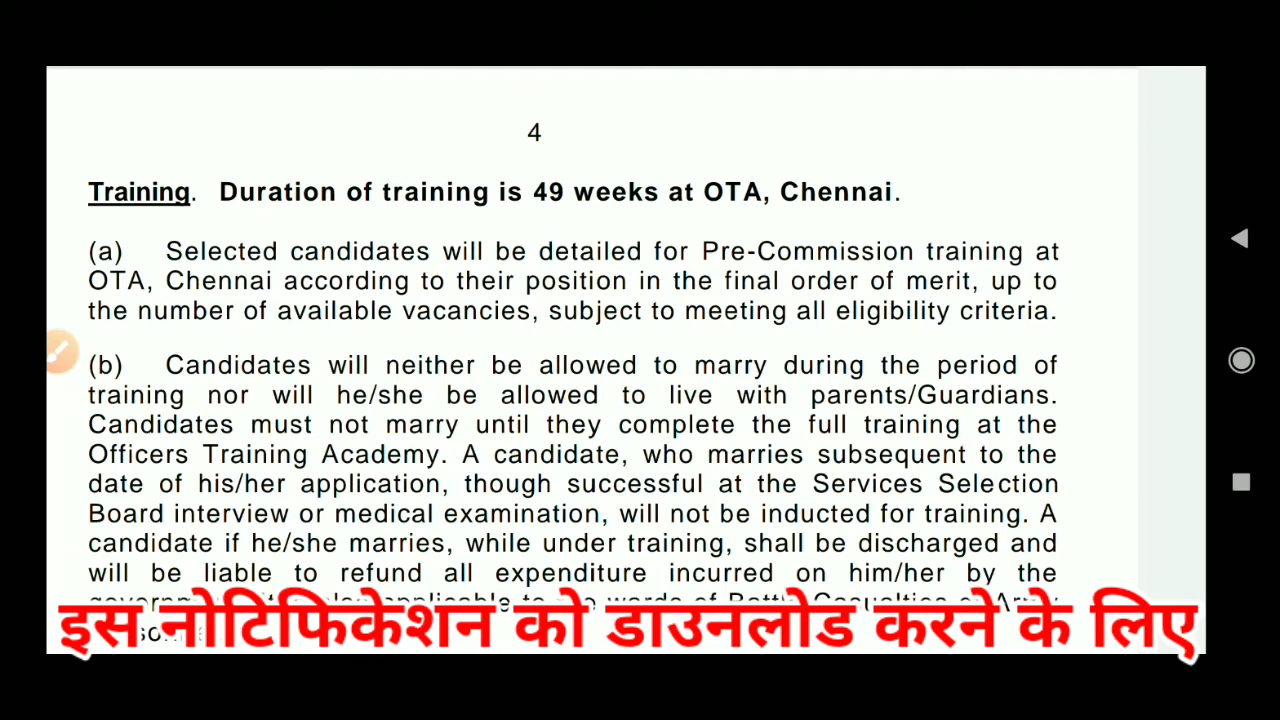 4
Training. Duration of training is 49 weeks at OTA, Chennai.
(a) Selected candidates will be detailed for Pre-Commission training at
OTA, Chennai according to their position in the final order of merit, up to
the number of available vacancies, subject to meeting all eligibility criteria.
(b) Candidates will neither be allowed to marry during the period of
training nor will he/she be allowed to live with parents/Guardians.
Candidates must not marry until they complete the full training at the
Officers Training Academy. A candidate, who marries subsequent to the
date of his/her application, though successful at the Services Selection
Board interview or medical examination, will not be inducted for training. A
candidate if he/she marries, while under training, shall be discharged and
will be liable to refund all expenditure incurred on him/her by the
इस नोटिफिकेशन को डाउनलोड करने के लिए